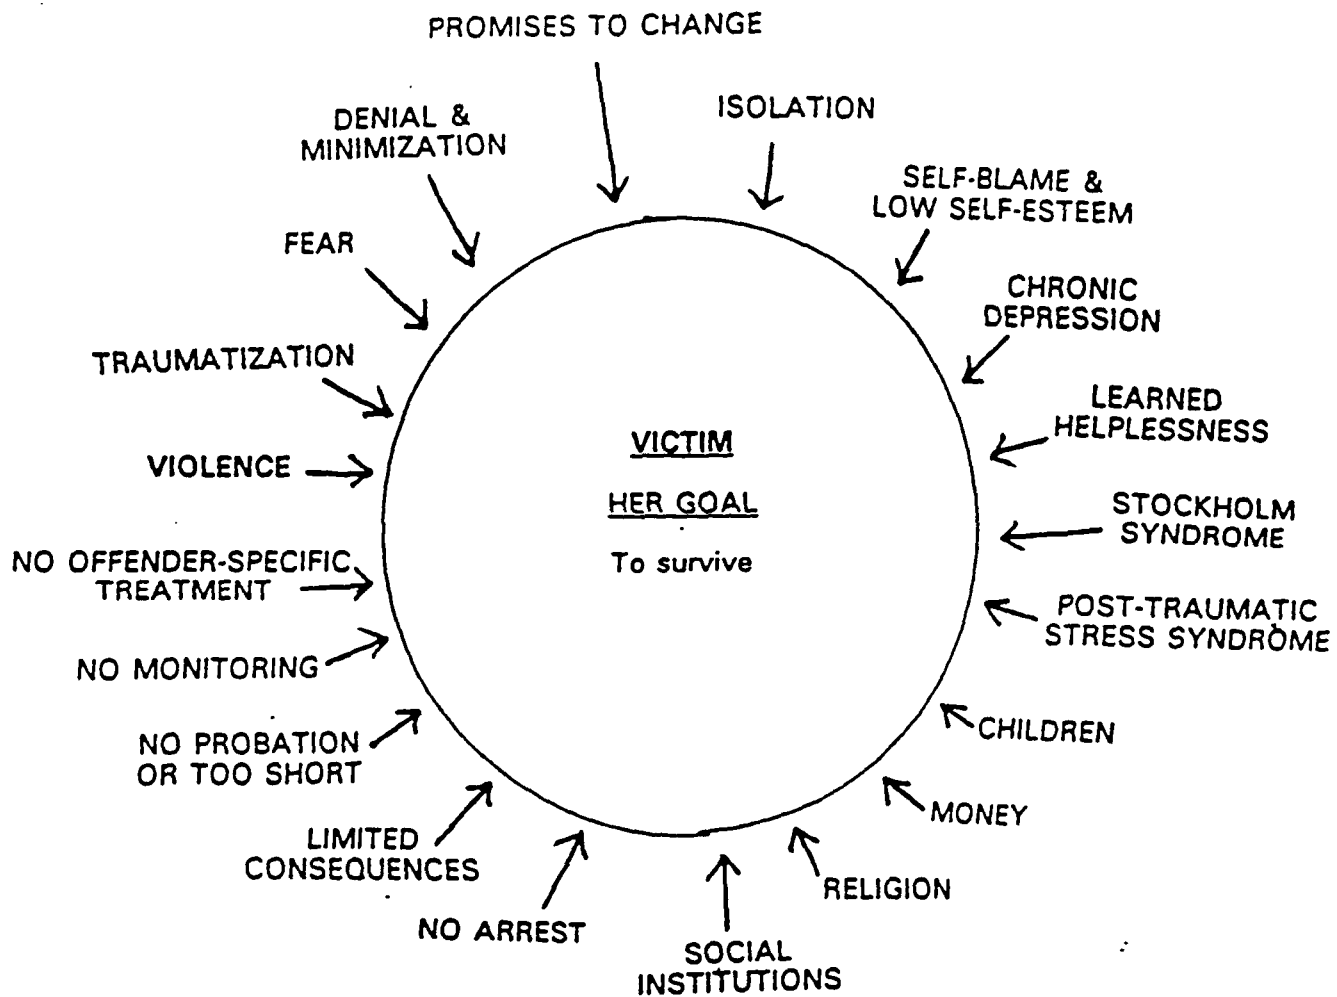 PROMISES TO CHANGE
ISOLATION
DENIAL &
MINIMIZATION
SELF-BLAME &
LOW SELF-ESTEEM
FEAR
CHRONIC
DEPRESSION
TRAUMATIZATION
LEARNED
HELPLESSNESS
VIOLENCE
VICTIM
HER GOAL
To survive
STOCKHOLM
SYNDROME
NO OFFENDER-SPECIFIC
TREATMENT
POST-TRAUMATIC
STRESS SYNDROME
NO MONITORING
CHILDREN
NO PROBATION
OR TOO SHORT
MONEY
LIMITED
CONSEQUENCES
RELIGION
NO ARREST
SOCIAL
INSTITUTIONS